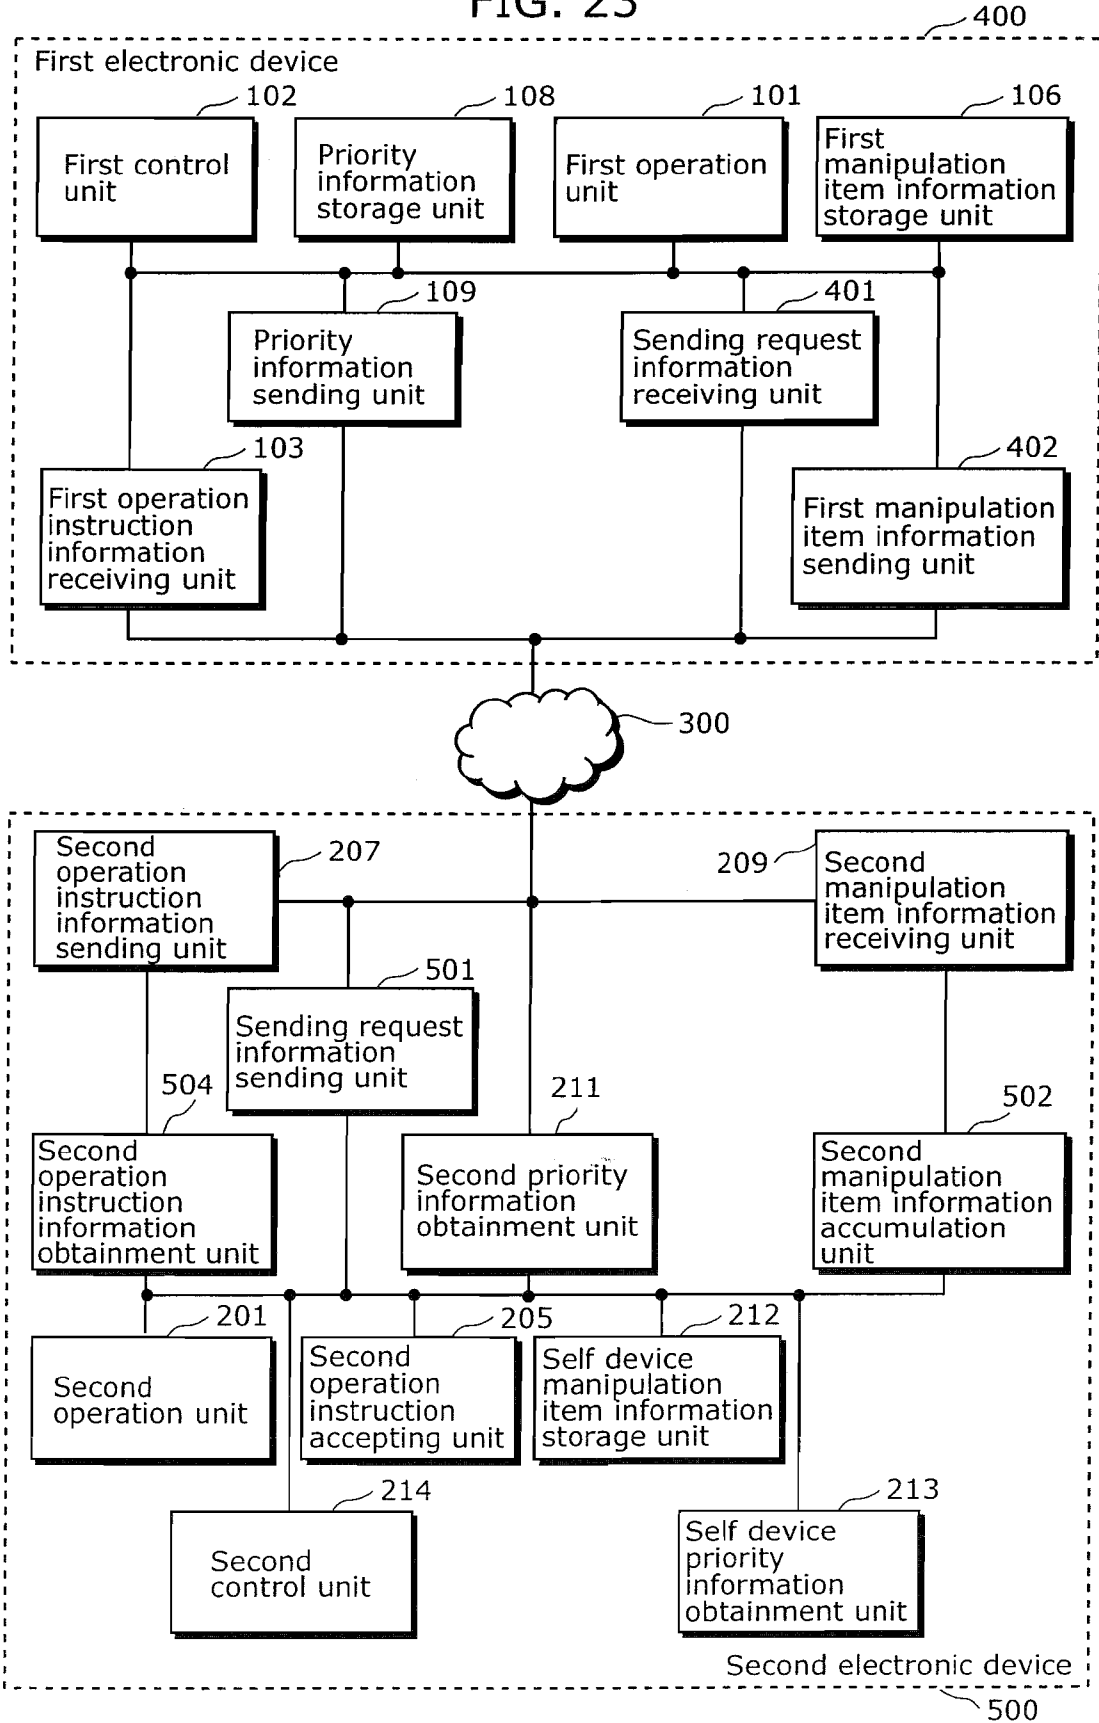 FIG. 23
400
First electronic device
102
108
101
106
First control
unit
Priority
information
storage unit
First operation
unit
First
manipulation
item information
storage unit
109
401
Priority
information
sending unit
Sending request
information
receiving unit
103
402
First operation
instruction
information
receiving unit
First manipulation
item information
sending unit
300
207
209
Second
operation
instruction
information
sending unit
Second
manipulation
item information
receiving unit
501
Sending request
information
sending unit
504
211
502
Second
operation
instruction
information
obtainment unit
Second priority
information
obtainment unit
Second
manipulation
item information
accumulation
unit
201
205
212
Second
operation unit
Second
operation
instruction
accepting unit
Self device
manipulation
item information
storage unit
214
213
Second
control unit
Self device
priority
information
obtainment unit
Second electronic device
500